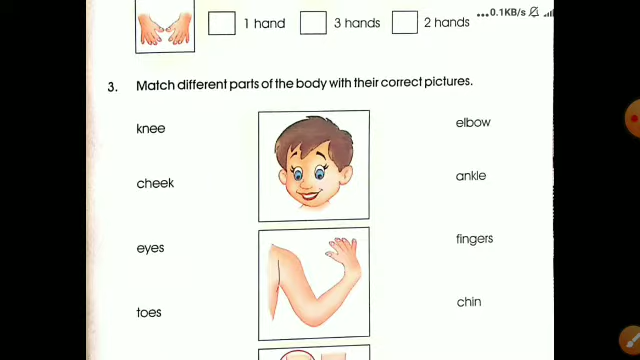 1 hand 3 hands 2 hands
...0.1KB/s
3. Match different parts of the body with their correct pictures.
knee elbow
cheek ankle
eyes fingers
toes chin